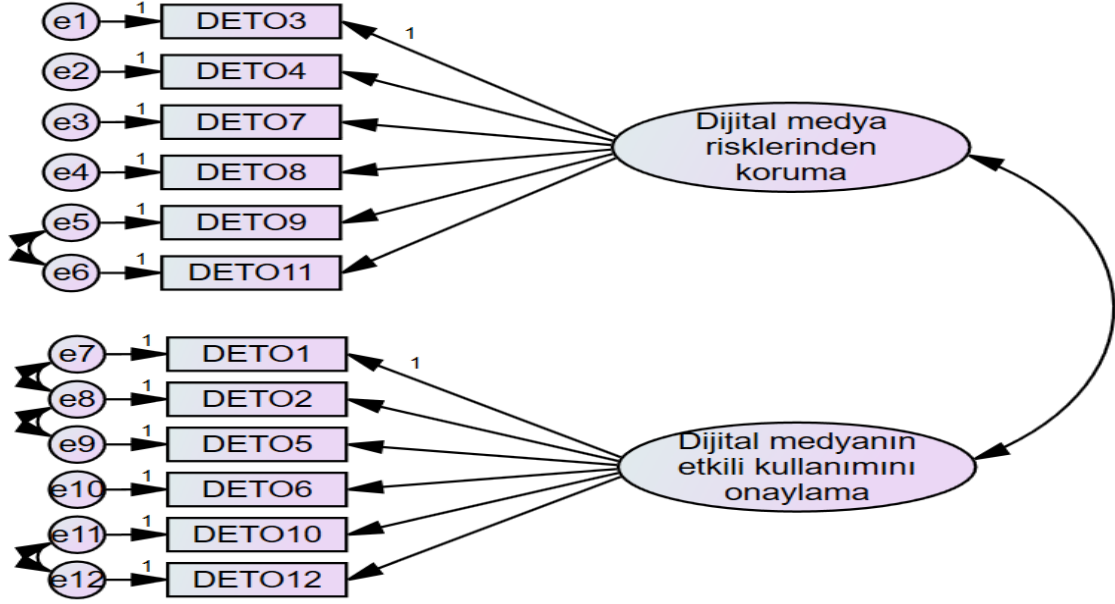 e1 1 DETO3 1
e2 1 DETO4
e3 1 DETO7
e4 1 DETO8
e5 1 DETO9
e6 1 DETO11
Dijital medya
risklerinden
koruma
e7 1 DETO1 1
e8 1 DETO2
e9 1 DETO5
e10 1 DETO6
e11 1 DETO10
e12 1 DETO12
Dijital medyanın
etkili kullanımını
onaylama